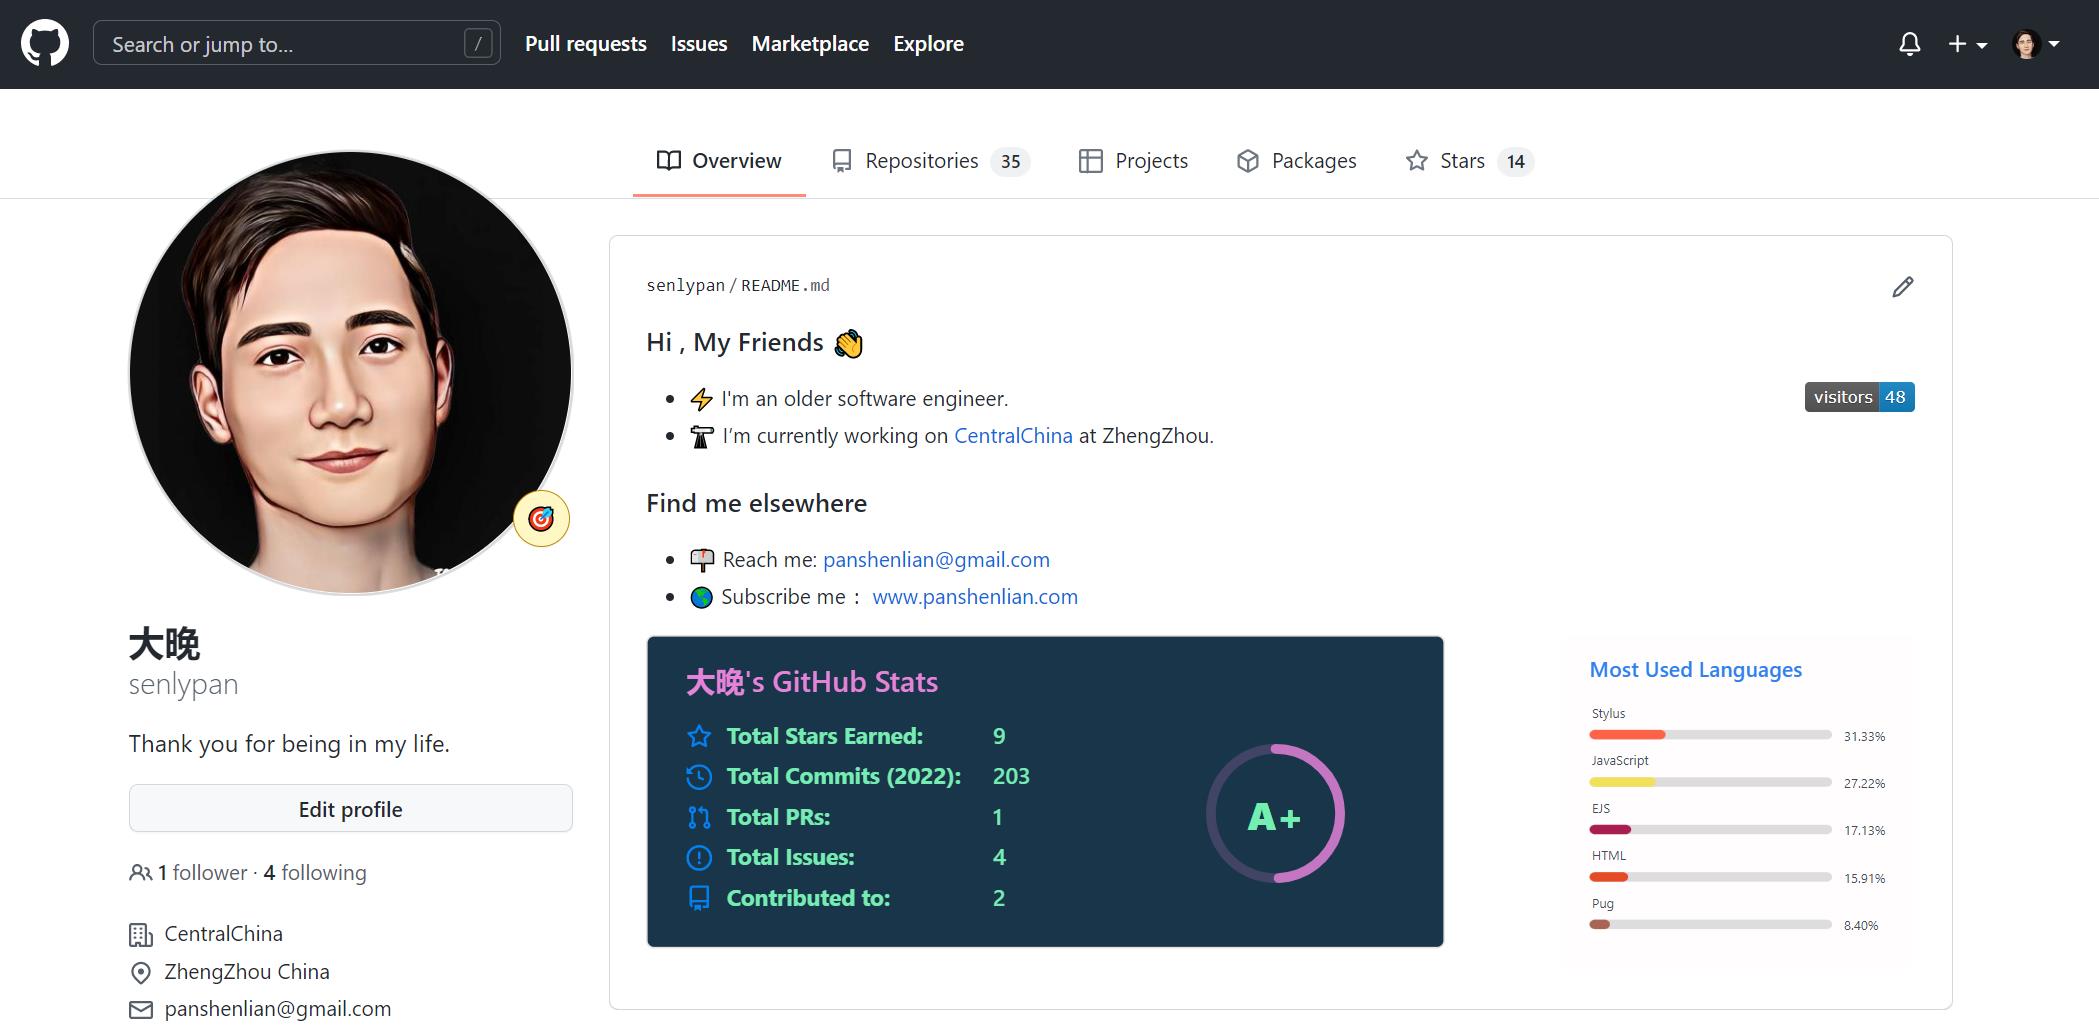 Search or jump to... / Pull requests Issues Marketplace Explore
Overview Repositories 35 Projects Packages Stars 14
大晚
senlypan
Thank you for being in my life.
Edit profile
1 follower · 4 following
CentralChina
ZhengZhou China
panshenlian@gmail.com
senlypan / README.md
Hi , My Friends 👋
⚡ I'm an older software engineer.
visitors 48
I’m currently working on CentralChina at ZhengZhou.
Find me elsewhere
Reach me: panshenlian@gmail.com
Subscribe me： www.panshenlian.com
大晚's GitHub Stats
Total Stars Earned: 9
Total Commits (2022): 203
Total PRs: 1
Total Issues: 4
Contributed to: 2
A+
Most Used Languages
Stylus
31.33%
JavaScript
27.22%
EJS
17.13%
HTML
15.91%
Pug
8.40%